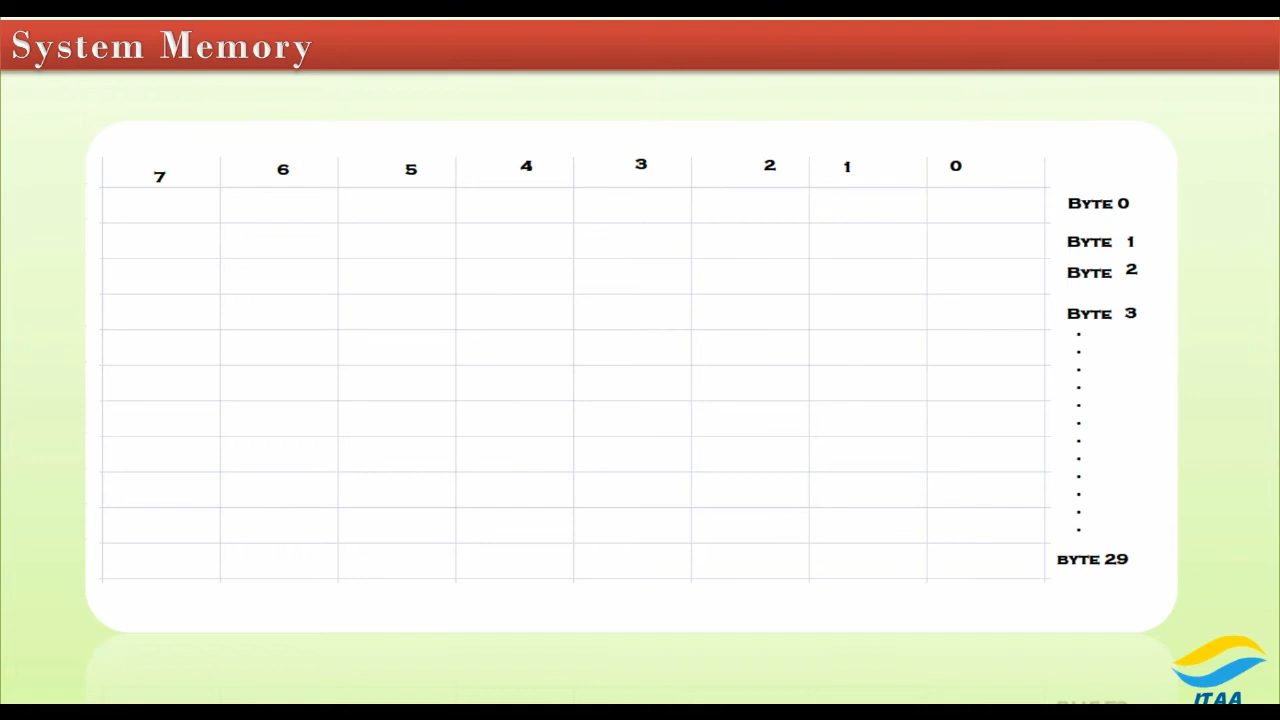 System Memory
7 6 5 4 3 2 1 0
BYTE 0
BYTE 1
BYTE 2
BYTE 3
BYTE 29
ITAA